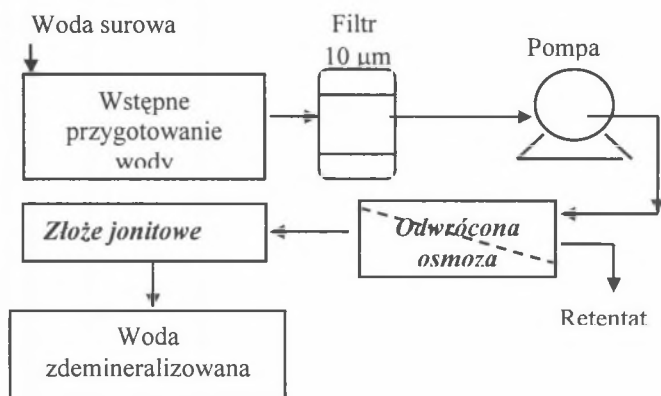 Woda surowa
Filtr
10 µm
Pompa
Wstępne
przygotowanie
wody
Złoże jonitowe
Odwrócona
osmoza
Retentat
Woda
zdemineralizowana